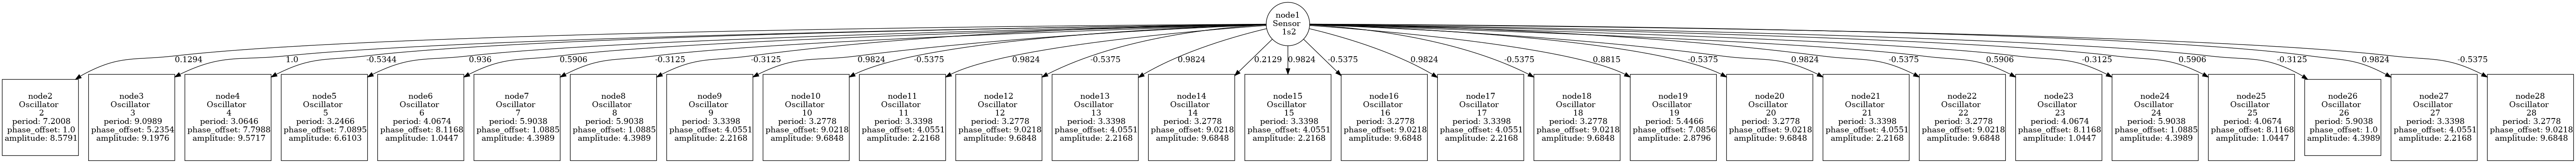 node1
Sensor
1s2
0.1294
1.0
-0.5344
0.936
0.5906
-0.3125
-0.3125
0.9824
-0.5375
0.9824
-0.5375
0.9824
0.2129
0.9824
-0.5375
0.9824
-0.5375
0.8815
-0.5375
0.9824
-0.5375
0.5906
-0.3125
0.5906
-0.3125
0.9824
-0.5375
node2
Oscillator
2
period: 7.2008
phase_offset: 1.0
amplitude: 8.5791
node3
Oscillator
3
period: 9.0989
phase_offset: 5.2354
amplitude: 9.1976
node4
Oscillator
4
period: 3.0646
phase_offset: 7.7988
amplitude: 9.5717
node5
Oscillator
5
period: 3.2466
phase_offset: 7.0895
amplitude: 6.6103
node6
Oscillator
6
period: 4.0674
phase_offset: 8.1168
amplitude: 1.0447
node7
Oscillator
7
period: 5.9038
phase_offset: 1.0885
amplitude: 4.3989
node8
Oscillator
8
period: 5.9038
phase_offset: 1.0885
amplitude: 4.3989
node9
Oscillator
9
period: 3.3398
phase_offset: 4.0551
amplitude: 2.2168
node10
Oscillator
10
period: 3.2778
phase_offset: 9.0218
amplitude: 9.6848
node11
Oscillator
11
period: 3.3398
phase_offset: 4.0551
amplitude: 2.2168
node12
Oscillator
12
period: 3.2778
phase_offset: 9.0218
amplitude: 9.6848
node13
Oscillator
13
period: 3.3398
phase_offset: 4.0551
amplitude: 2.2168
node14
Oscillator
14
period: 3.2778
phase_offset: 9.0218
amplitude: 9.6848
node15
Oscillator
15
period: 3.3398
phase_offset: 4.0551
amplitude: 2.2168
node16
Oscillator
16
period: 3.2778
phase_offset: 9.0218
amplitude: 9.6848
node17
Oscillator
17
period: 3.3398
phase_offset: 4.0551
amplitude: 2.2168
node18
Oscillator
18
period: 3.2778
phase_offset: 9.0218
amplitude: 9.6848
node19
Oscillator
19
period: 5.4466
phase_offset: 7.0856
amplitude: 2.8796
node20
Oscillator
20
period: 3.2778
phase_offset: 9.0218
amplitude: 9.6848
node21
Oscillator
21
period: 3.3398
phase_offset: 4.0551
amplitude: 2.2168
node22
Oscillator
22
period: 3.2778
phase_offset: 9.0218
amplitude: 9.6848
node23
Oscillator
23
period: 4.0674
phase_offset: 8.1168
amplitude: 1.0447
node24
Oscillator
24
period: 5.9038
phase_offset: 1.0885
amplitude: 4.3989
node25
Oscillator
25
period: 4.0674
phase_offset: 8.1168
amplitude: 1.0447
node26
Oscillator
26
period: 5.9038
phase_offset: 1.0
amplitude: 4.3989
node27
Oscillator
27
period: 3.3398
phase_offset: 4.0551
amplitude: 2.2168
node28
Oscillator
28
period: 3.2778
phase_offset: 9.0218
amplitude: 9.6848